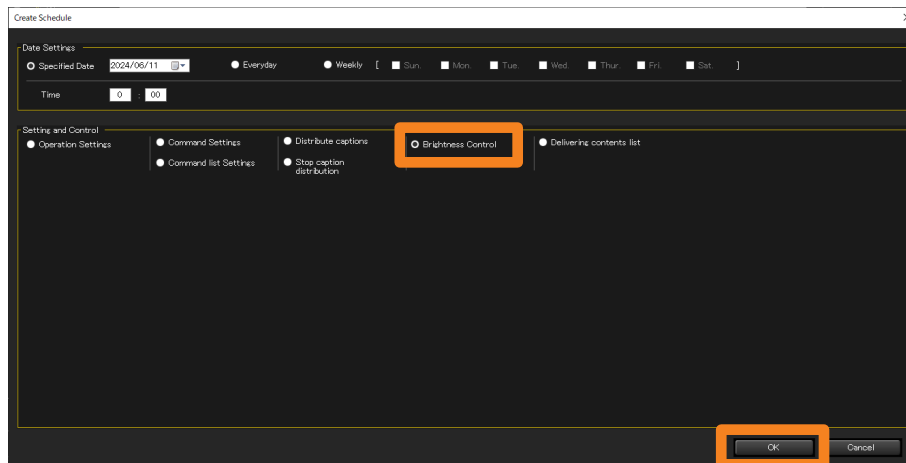 Create Schedule
Date Settings
Specified Date 2024/06/11 Everyday Weekly [ Sun. Mon. Tue. Wed. Thur. Fri. Sat. ]
Time 0 : 00
Setting and Control
Operation Settings Command Settings Distribute captions Brightness Control Delivering contents list
Command list Settings Stop caption
distribution
OK Cancel